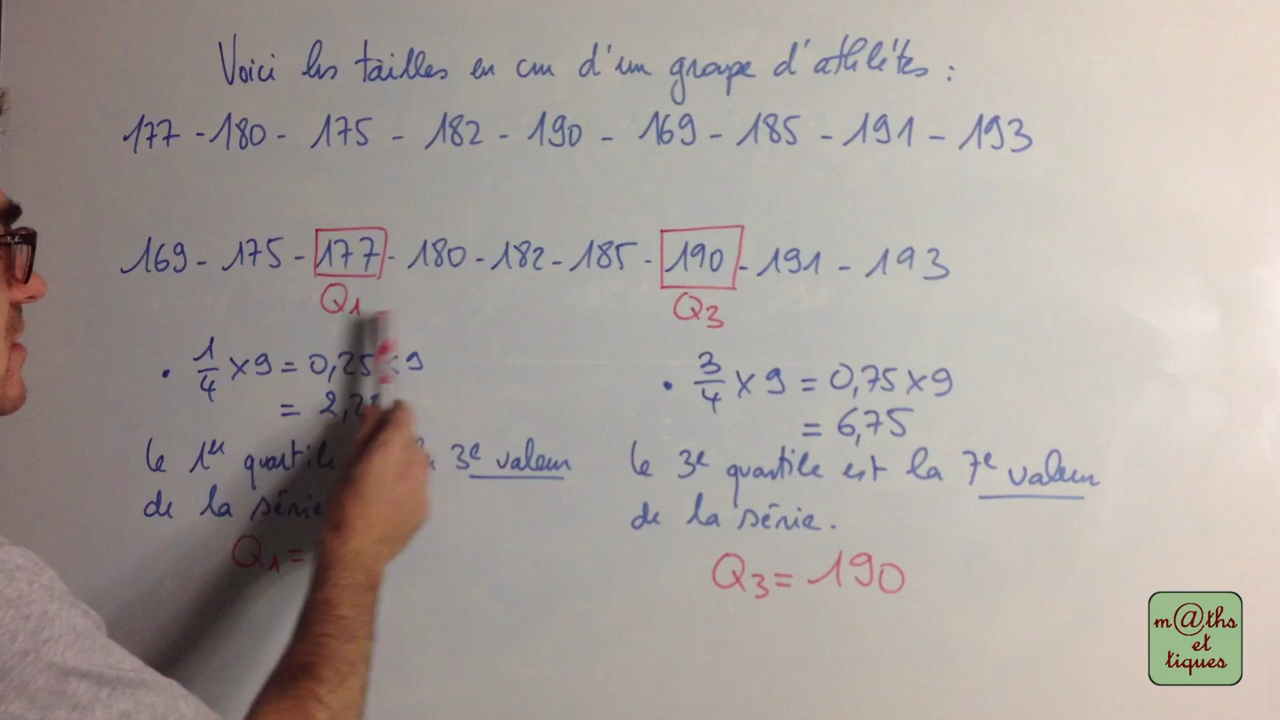 Voici les tailles en cm d'un groupe d'athlètes :
177 - 180 - 175 - 182 - 190 - 169 - 185 - 191 - 193
169 - 175 - 177 - 180 - 182 - 185 - 190 - 191 - 193
Q1
Q3
• 1/4 × 9 = 0,25 × 9
= 2,2
le 1er quartile 3e valeur
de la série
Q1 =
• 3/4 × 9 = 0,75 × 9
= 6,75
le 3e quartile est la 7e valeur
de la série.
Q3 = 190
m@ths
et
tiques